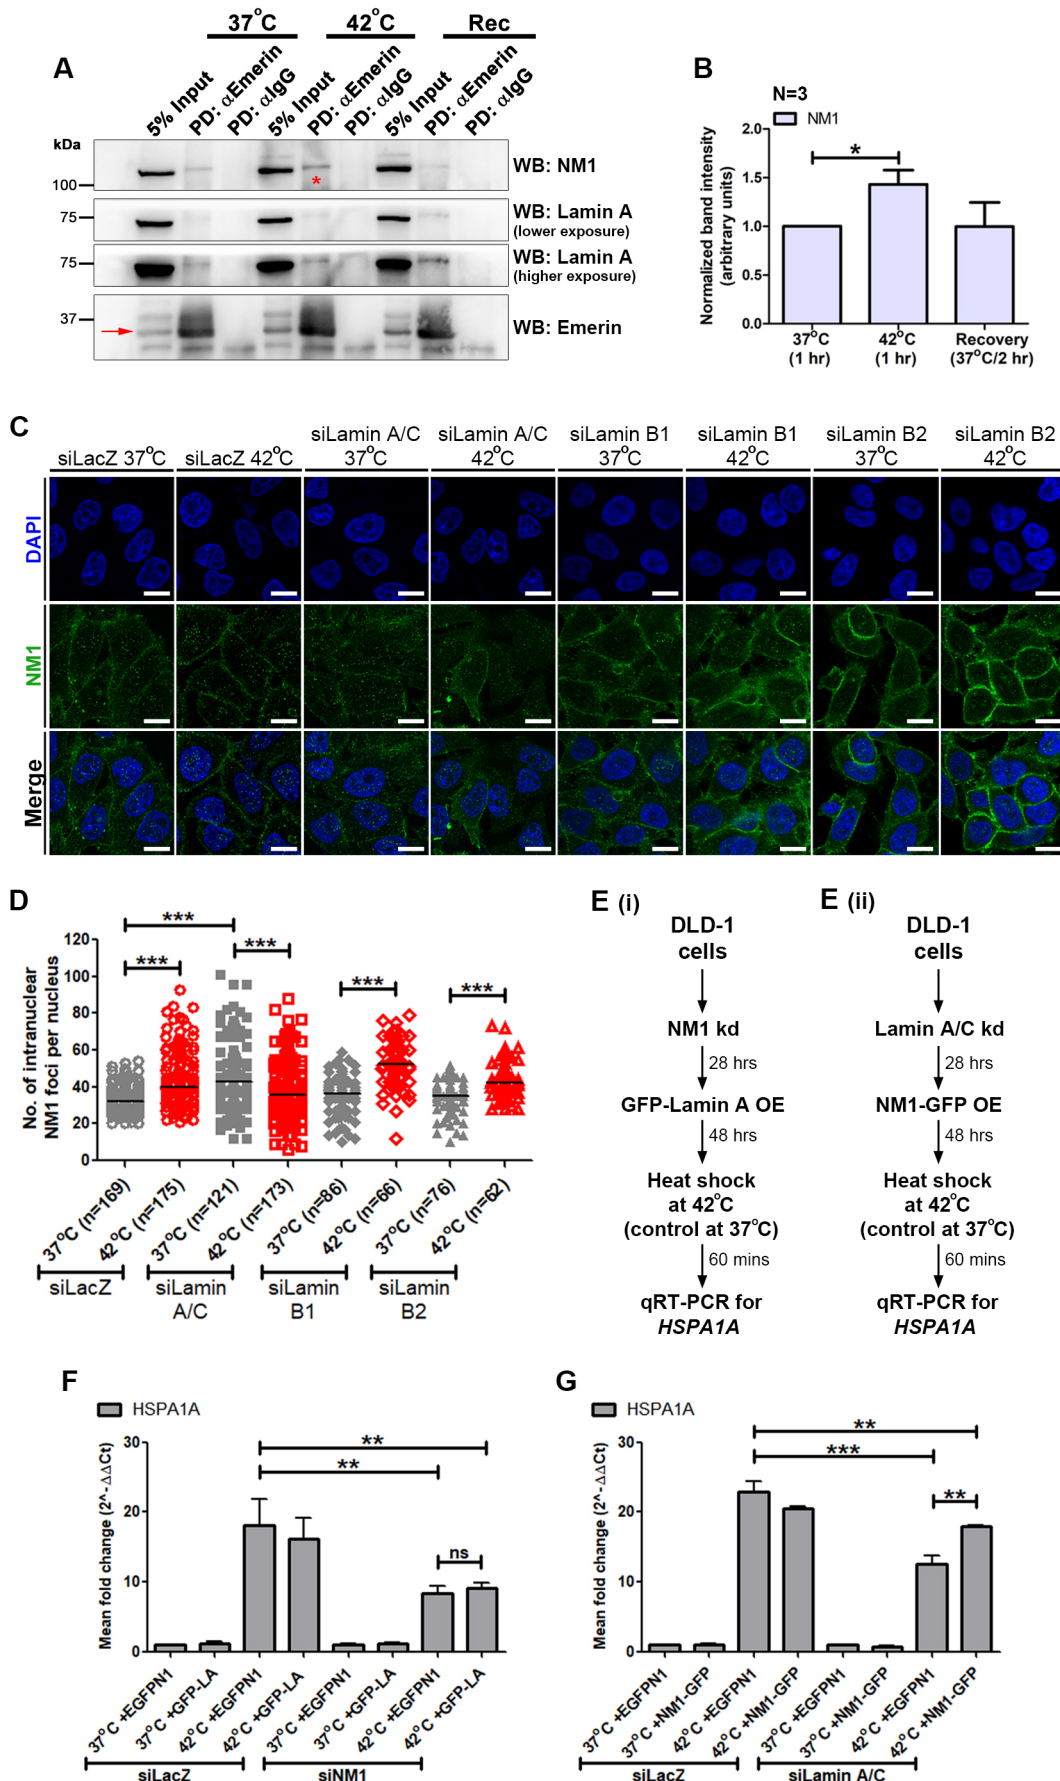 A
37°C
42°C
Rec
5% Input
PD: αEmerin
PD: αIgG
5% Input
PD: αEmerin
PD: αIgG
5% Input
PD: αEmerin
PD: αIgG
kDa
100
WB: NM1
*
75
WB: Lamin A
(lower exposure)
75
WB: Lamin A
(higher exposure)
37
WB: Emerin
B
N=3
NM1
*
Normalized band intensity
(arbitrary units)
2.0
1.5
1.0
0.5
0.0
37°C
(1 hr)
42°C
(1 hr)
Recovery
(37°C/2 hr)
C
siLacZ 37°C
siLacZ 42°C
siLamin A/C
37°C
siLamin A/C
42°C
siLamin B1
37°C
siLamin B1
42°C
siLamin B2
37°C
siLamin B2
42°C
DAPI
NM1
Merge
D
No. of intranuclear
NM1 foci per nucleus
120
100
80
60
40
20
0
***
***
***
***
***
37°C (n=169)
42°C (n=175)
37°C (n=121)
42°C (n=173)
37°C (n=86)
42°C (n=66)
37°C (n=76)
42°C (n=62)
siLacZ
siLamin
A/C
siLamin
B1
siLamin
B2
E (i)
DLD-1
cells
NM1 kd
28 hrs
GFP-Lamin A OE
48 hrs
Heat shock
at 42°C
(control at 37°C)
60 mins
qRT-PCR for
HSPA1A
E (ii)
DLD-1
cells
Lamin A/C kd
28 hrs
NM1-GFP OE
48 hrs
Heat shock
at 42°C
(control at 37°C)
60 mins
qRT-PCR for
HSPA1A
F
HSPA1A
Mean fold change (2^-ΔΔCt)
30
20
10
0
**
**
ns
37°C +EGFPN1
37°C +GFP-LA
42°C +EGFPN1
42°C +GFP-LA
37°C +EGFPN1
37°C +GFP-LA
42°C +EGFPN1
42°C +GFP-LA
siLacZ
siNM1
G
HSPA1A
Mean fold change (2^-ΔΔCt)
30
20
10
0
**
***
**
37°C +EGFPN1
37°C +NM1-GFP
42°C +EGFPN1
42°C +NM1-GFP
37°C +EGFPN1
37°C +NM1-GFP
42°C +EGFPN1
42°C +NM1-GFP
siLacZ
siLamin A/C